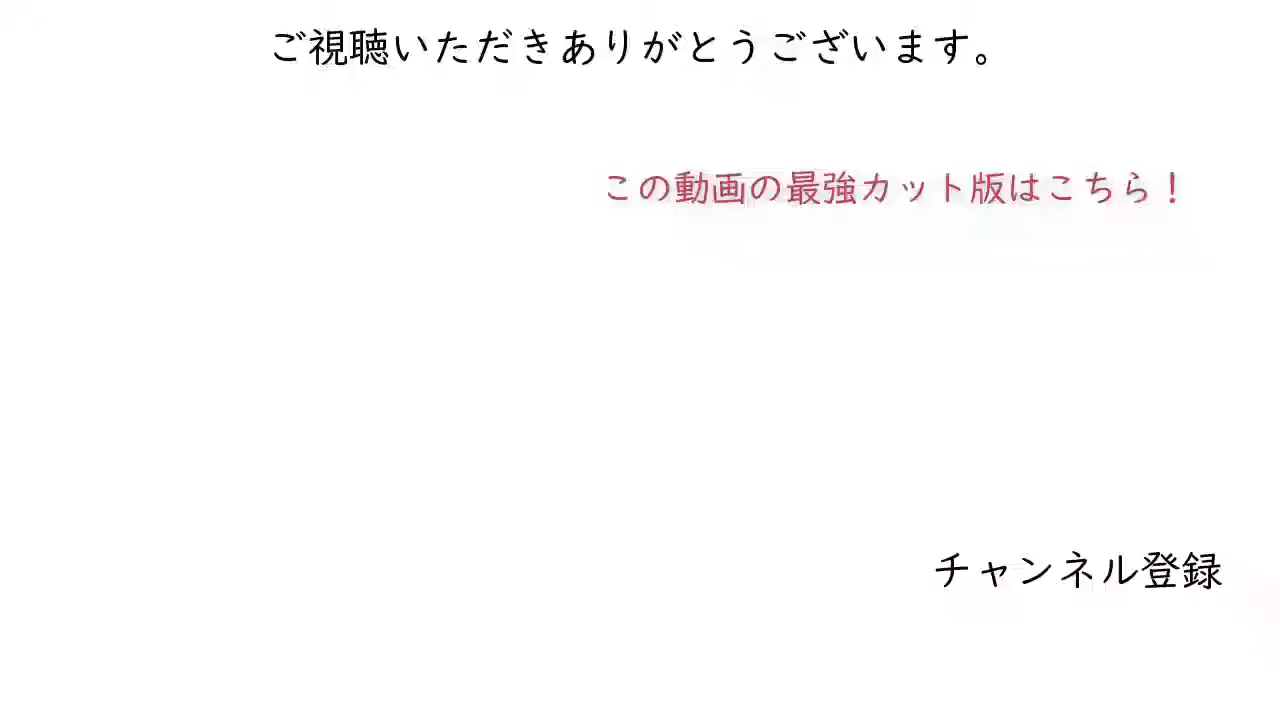 ご視聴いただきありがとうございます。
この動画の最強カット版はこちら！
チャンネル登録